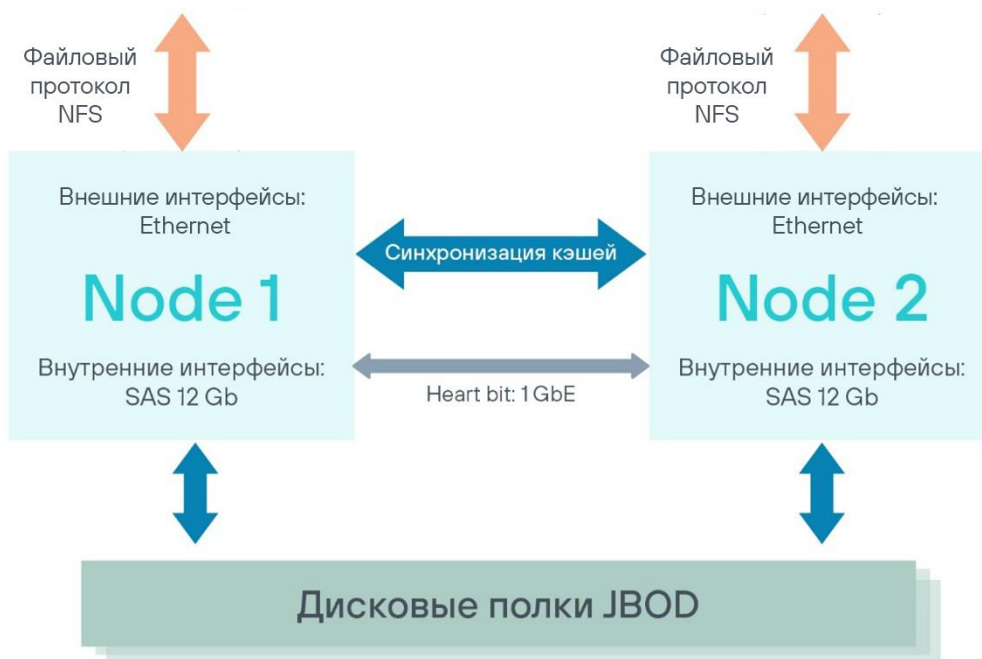 Файловый
протокол
NFS
Файловый
протокол
NFS
Внешние интерфейсы:
Ethernet
Node 1
Внутренние интерфейсы:
SAS 12 Gb
Синхронизация кэшей
Heart bit: 1 GbE
Внешние интерфейсы:
Ethernet
Node 2
Внутренние интерфейсы:
SAS 12 Gb
Дисковые полки JBOD